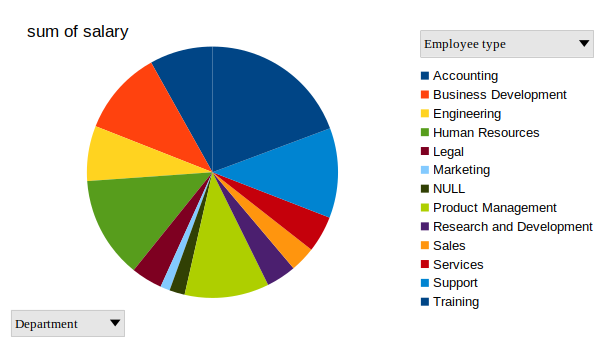 sum of salary
Employee type
Accounting
Business Development
Engineering
Human Resources
Legal
Marketing
NULL
Product Management
Research and Development
Sales
Services
Support
Training
Department